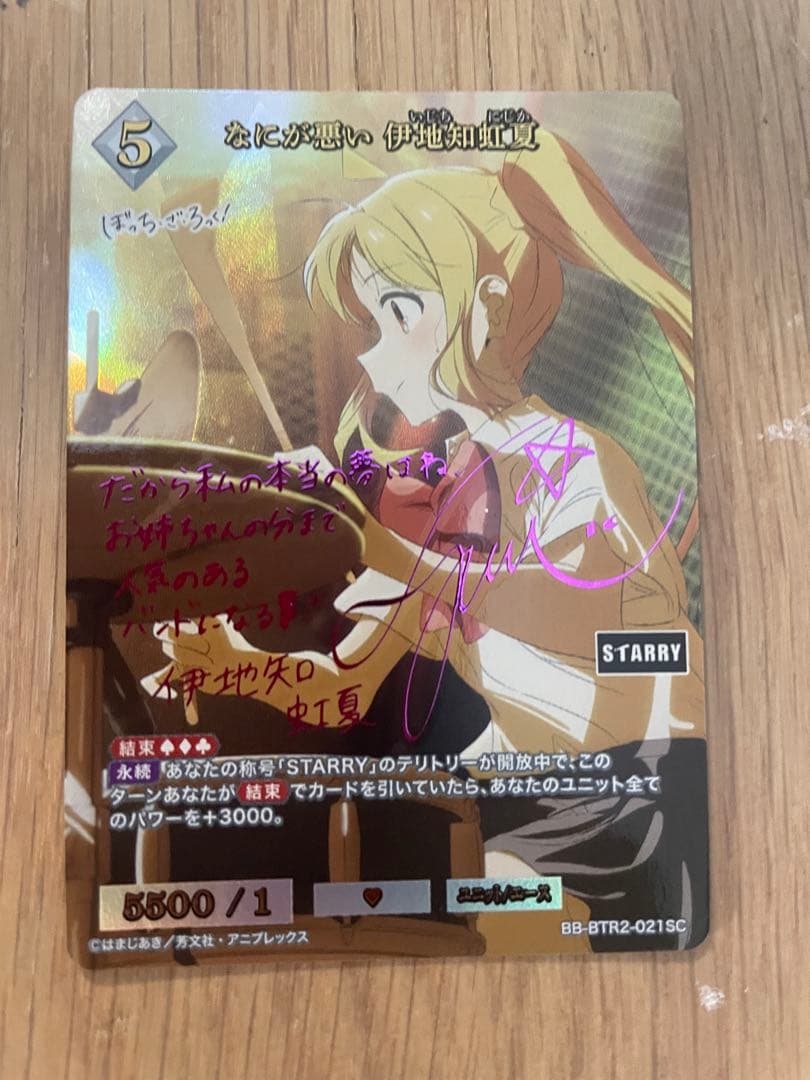 5
なにが悪い 伊地知虹夏
いじち にじか
ぼっち・ざ・ろっく!
だから私の本当の夢はね、
お姉ちゃんの分まで
人気のある
バンドになる
伊地知
虹夏
STARRY
結束♠♦♣
永続 あなたの称号「STARRY」のテリトリーが開放中で、この
ターンあなたが 結束 でカードを引いていたら、あなたのユニット全て
のパワーを+3000。
5500 / 1
♥
ユニット/エース
BB-BTR2-021SC
©はまじあき/芳文社・アニプレックス